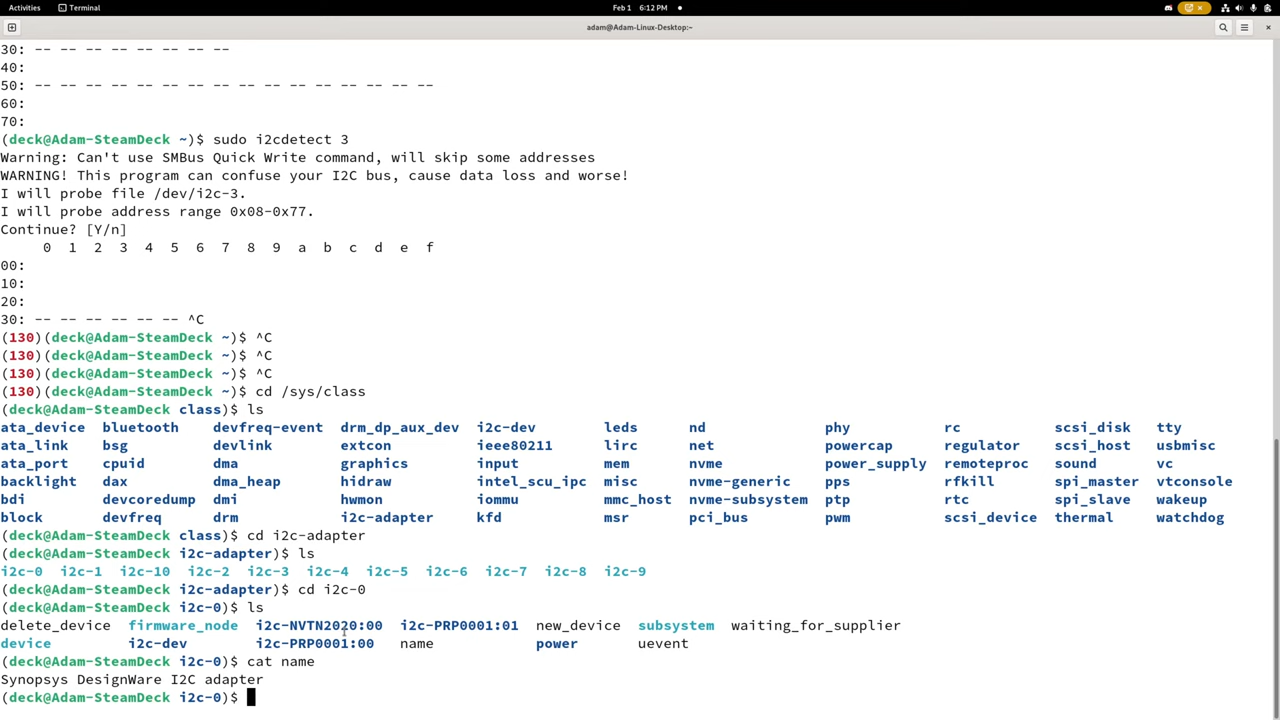 Activities Terminal Feb 1 6:12 PM
adam@Adam-Linux-Desktop:~
30: -- -- -- -- -- -- -- --
40:
50: -- -- -- -- -- -- -- -- -- -- -- -- -- -- -- --
60:
70:
(deck@Adam-SteamDeck ~)$ sudo i2cdetect 3
Warning: Can't use SMBus Quick Write command, will skip some addresses
WARNING! This program can confuse your I2C bus, cause data loss and worse!
I will probe file /dev/i2c-3.
I will probe address range 0x08-0x77.
Continue? [Y/n]
0 1 2 3 4 5 6 7 8 9 a b c d e f
00:
10:
20:
30: -- -- -- -- -- -- ^C
(130)(deck@Adam-SteamDeck ~)$ ^C
(130)(deck@Adam-SteamDeck ~)$ ^C
(130)(deck@Adam-SteamDeck ~)$ ^C
(130)(deck@Adam-SteamDeck ~)$ cd /sys/class
(deck@Adam-SteamDeck class)$ ls
ata_device bluetooth devfreq-event drm_dp_aux_dev i2c-dev leds nd phy rc scsi_disk tty
ata_link bsg devlink extcon ieee80211 lirc net powercap regulator scsi_host usbmisc
ata_port cpuid dma graphics input mem nvme power_supply remoteproc sound vc
backlight dax dma_heap hidraw intel_scu_ipc misc nvme-generic pps rfkill spi_master vtconsole
bdi devcoredump dmi hwmon iommu mmc_host nvme-subsystem ptp rtc spi_slave wakeup
block devfreq drm i2c-adapter kfd msr pci_bus pwm scsi_device thermal watchdog
(deck@Adam-SteamDeck class)$ cd i2c-adapter
(deck@Adam-SteamDeck i2c-adapter)$ ls
i2c-0 i2c-1 i2c-10 i2c-2 i2c-3 i2c-4 i2c-5 i2c-6 i2c-7 i2c-8 i2c-9
(deck@Adam-SteamDeck i2c-adapter)$ cd i2c-0
(deck@Adam-SteamDeck i2c-0)$ ls
delete_device firmware_node i2c-NVTN2020:00 i2c-PRP0001:01 new_device subsystem waiting_for_supplier
device i2c-dev i2c-PRP0001:00 name power uevent
(deck@Adam-SteamDeck i2c-0)$ cat name
Synopsys DesignWare I2C adapter
(deck@Adam-SteamDeck i2c-0)$